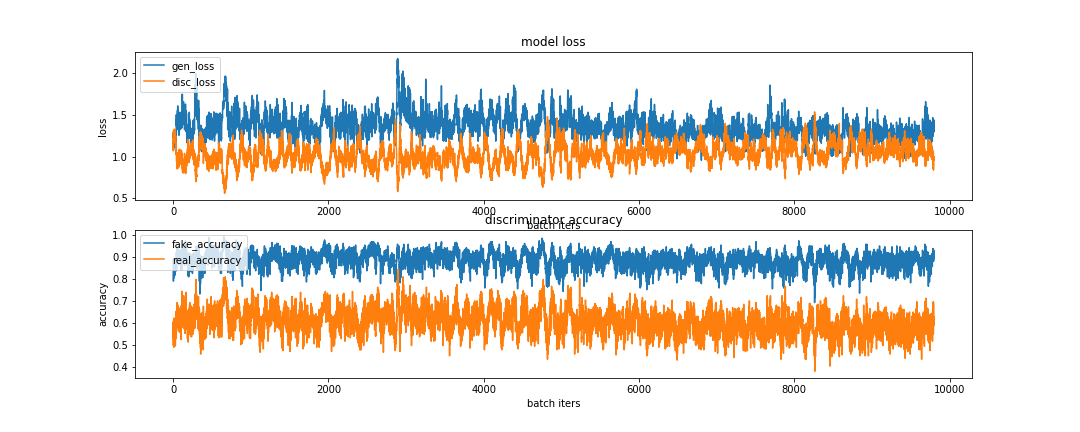 model loss
gen_loss
disc_loss
loss
2.0
1.5
1.0
0.5
0 2000 4000 6000 8000 10000
batch iters
discriminator accuracy
fake_accuracy
real_accuracy
accuracy
1.0
0.9
0.8
0.7
0.6
0.5
0.4
0 2000 4000 6000 8000 10000
batch iters